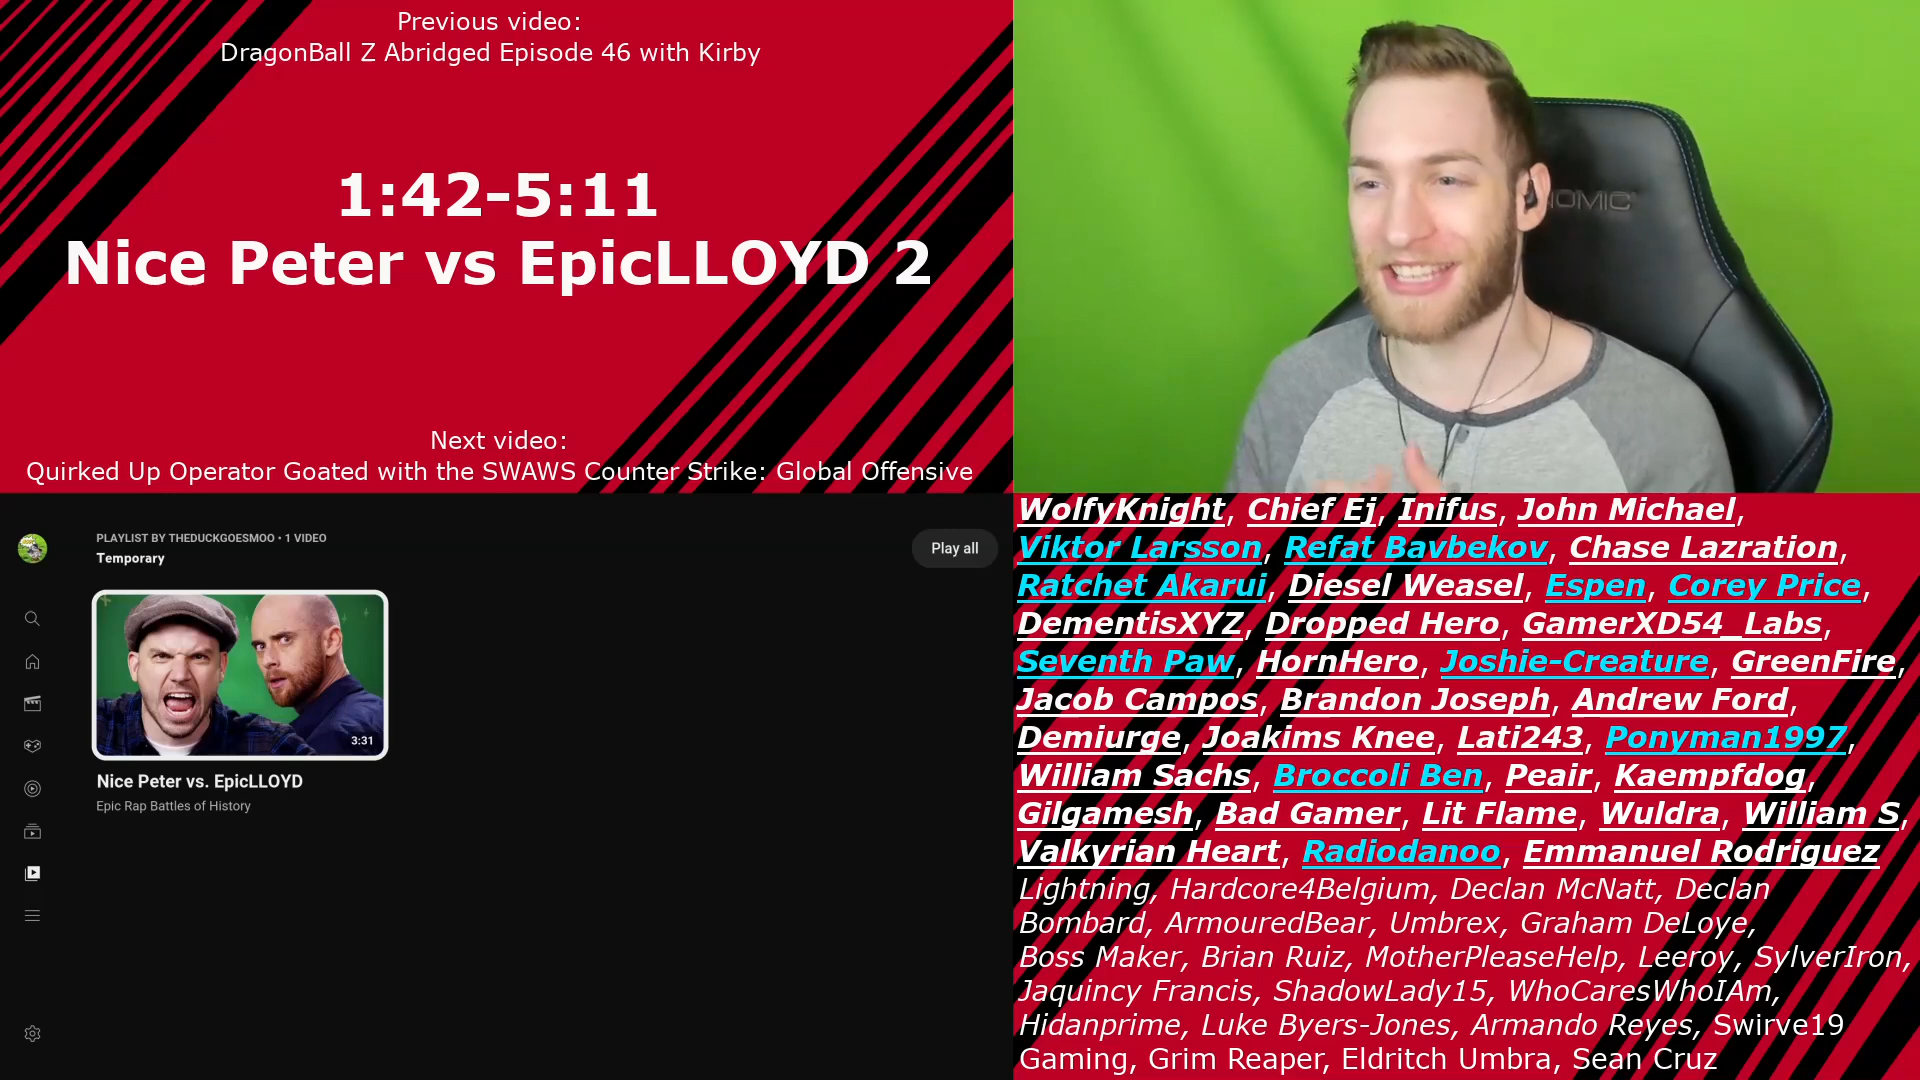 Previous video:
DragonBall Z Abridged Episode 46 with Kirby
1:42-5:11
Nice Peter vs EpicLLOYD 2
Next video:
Quirked Up Operator Goated with the SWAWS Counter Strike: Global Offensive
PLAYLIST BY THEDUCKGOESMOO • 1 VIDEO
Temporary
Play all
3:31
Nice Peter vs. EpicLLOYD
Epic Rap Battles of History
WolfyKnight, Chief Ej, Inifus, John Michael,
Viktor Larsson, Refat Bavbekov, Chase Lazration,
Ratchet Akarui, Diesel Weasel, Espen, Corey Price,
DementisXYZ, Dropped Hero, GamerXD54_Labs,
Seventh Paw, HornHero, Joshie-Creature, GreenFire,
Jacob Campos, Brandon Joseph, Andrew Ford,
Demiurge, Joakims Knee, Lati243, Ponyman1997,
William Sachs, Broccoli Ben, Peair, Kaempfdog,
Gilgamesh, Bad Gamer, Lit Flame, Wuldra, William S,
Valkyrian Heart, Radiodanoo, Emmanuel Rodriguez
Lightning, Hardcore4Belgium, Declan McNatt, Declan
Bombard, ArmouredBear, Umbrex, Graham DeLoye,
Boss Maker, Brian Ruiz, MotherPleaseHelp, Leeroy, SylverIron,
Jaquincy Francis, ShadowLady15, WhoCaresWhoIAm,
Hidanprime, Luke Byers-Jones, Armando Reyes, Swirve19
Gaming, Grim Reaper, Eldritch Umbra, Sean Cruz